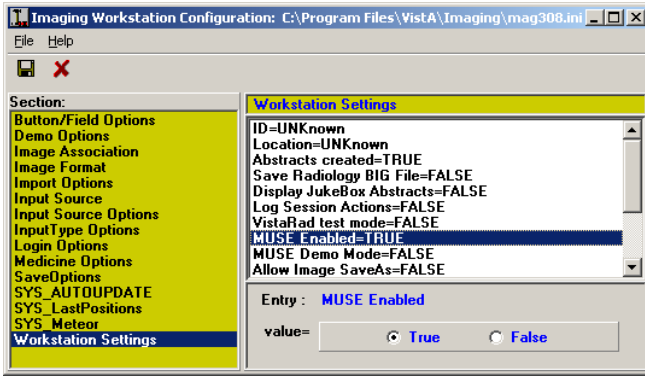 Imaging Workstation Configuration: C:\Program Files\VistA\Imaging\mag308.ini
File Help
Section:
Button/Field Options
Demo Options
Image Association
Image Format
Import Options
Input Source
Input Source Options
InputType Options
Login Options
Medicine Options
SaveOptions
SYS_AUTOUPDATE
SYS_LastPositions
SYS_Meteor
Workstation Settings
Workstation Settings
ID=UNKnown
Location=UNKnown
Abstracts created=TRUE
Save Radiology BIG File=FALSE
Display JukeBox Abstracts=FALSE
Log Session Actions=FALSE
VistaRad test mode=FALSE
MUSE Enabled=TRUE
MUSE Demo Mode=FALSE
Allow Image SaveAs=FALSE
Entry : MUSE Enabled
value= True False